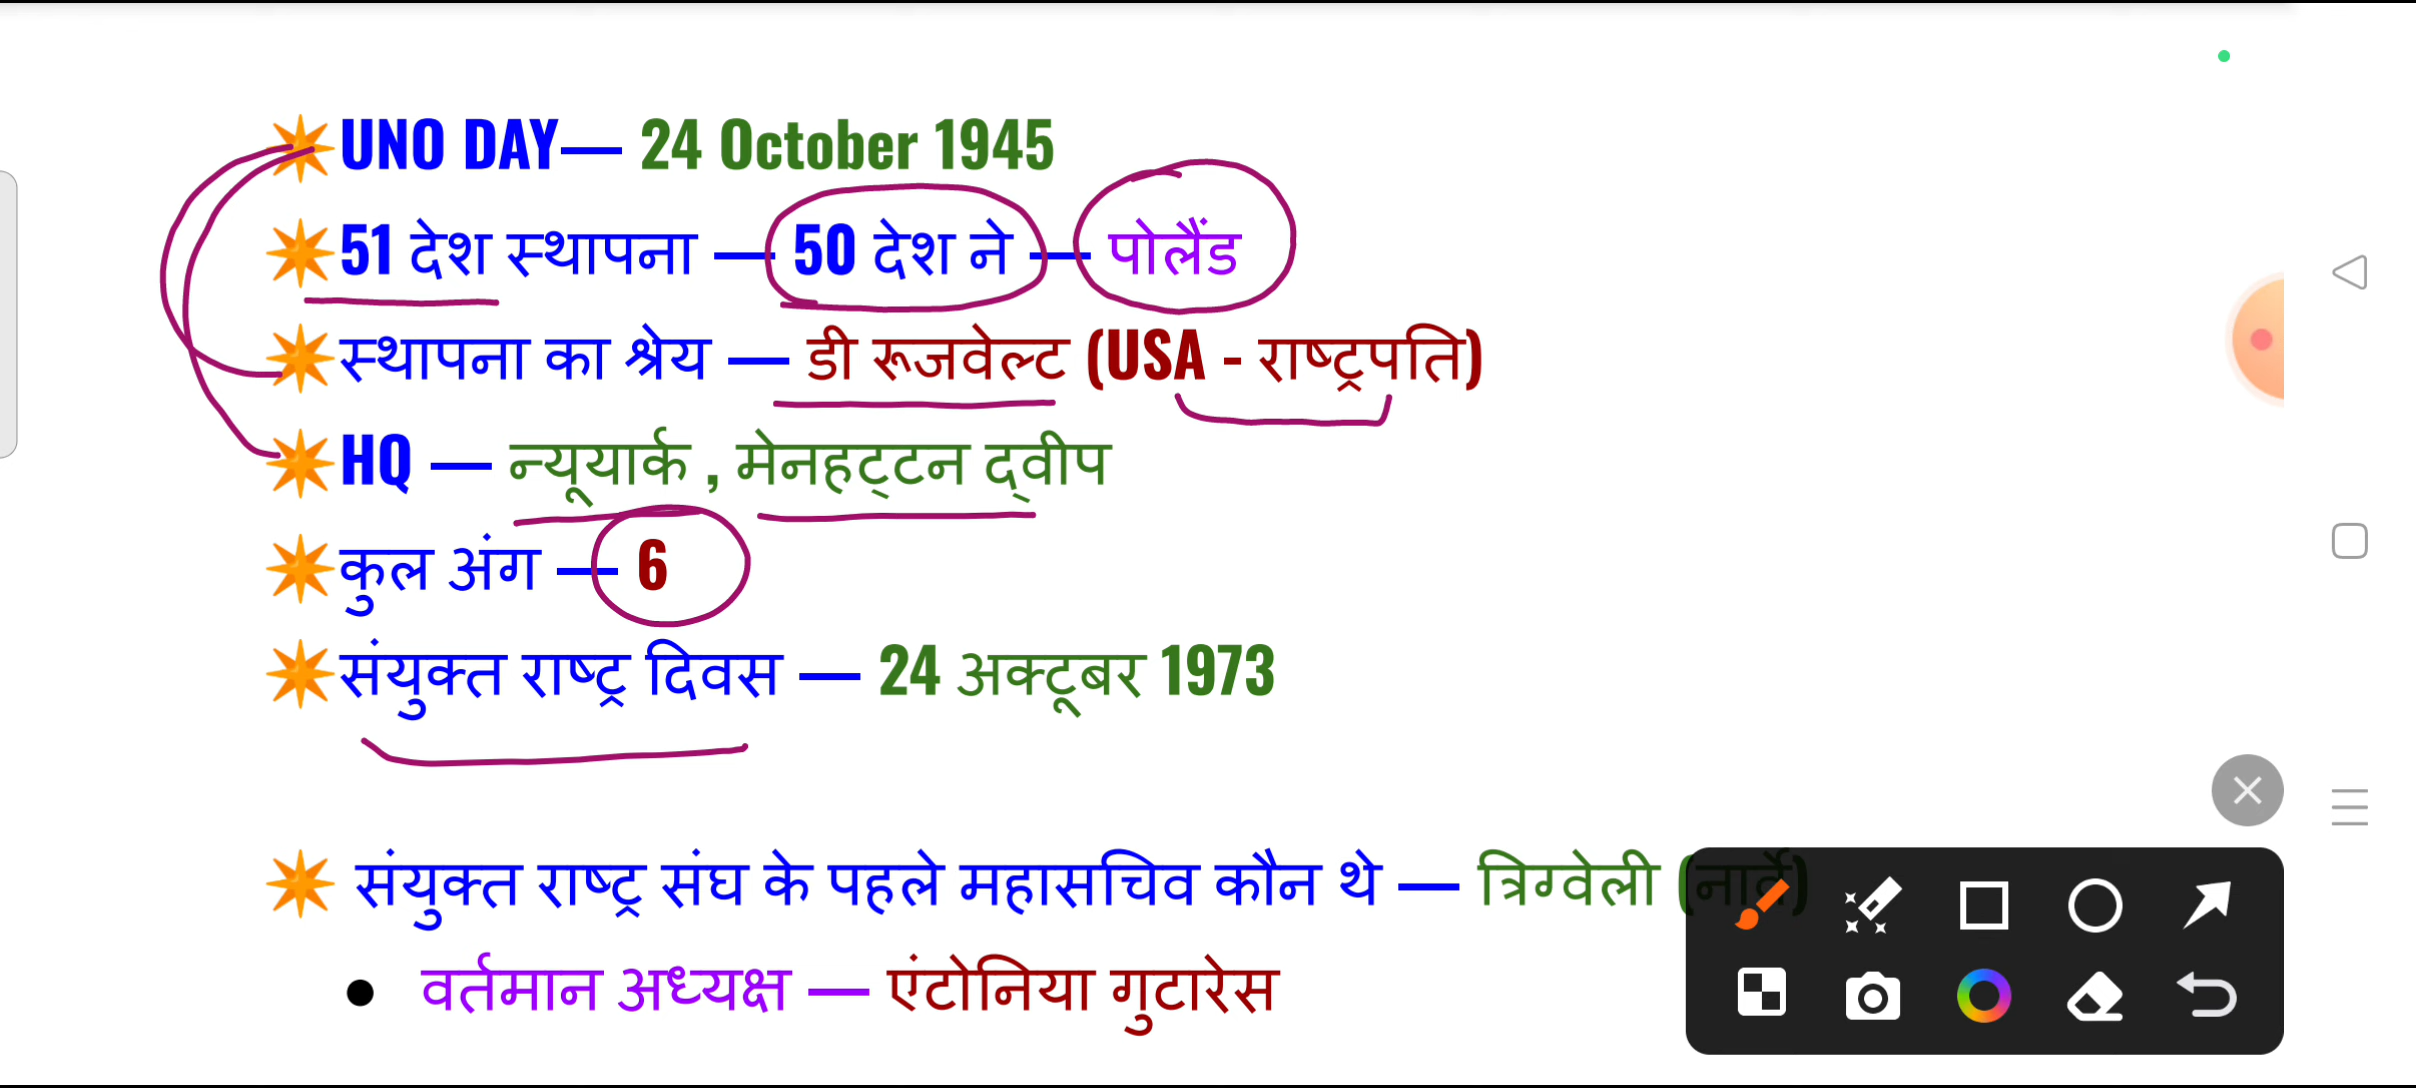 UNO DAY— 24 October 1945
51 देश स्थापना — 50 देश ने — पोलैंड
स्थापना का श्रेय — डी रूजवेल्ट (USA - राष्ट्रपति)
HQ — न्यूयार्क , मेनहट्टन द्वीप
कुल अंग — 6
संयुक्त राष्ट्र दिवस — 24 अक्टूबर 1973
संयुक्त राष्ट्र संघ के पहले महासचिव कौन थे — त्रिग्वेली (नार्वे)
● वर्तमान अध्यक्ष — एंटोनिया गुटारेस